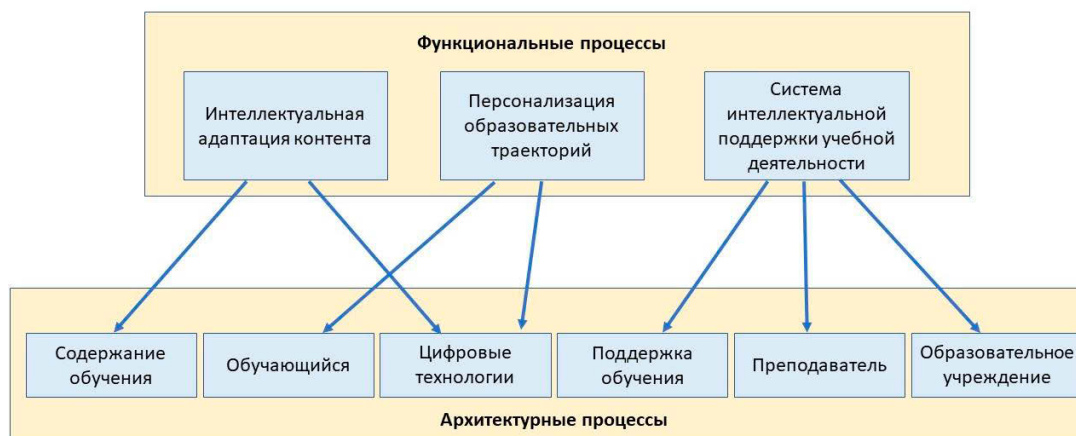 Функциональные процессы
Интеллектуальная
адаптация контента
Персонализация
образовательных
траекторий
Система
интеллектуальной
поддержки учебной
деятельности
Содержание
обучения
Обучающийся
Цифровые
технологии
Поддержка
обучения
Преподаватель
Образовательное
учреждение
Архитектурные процессы